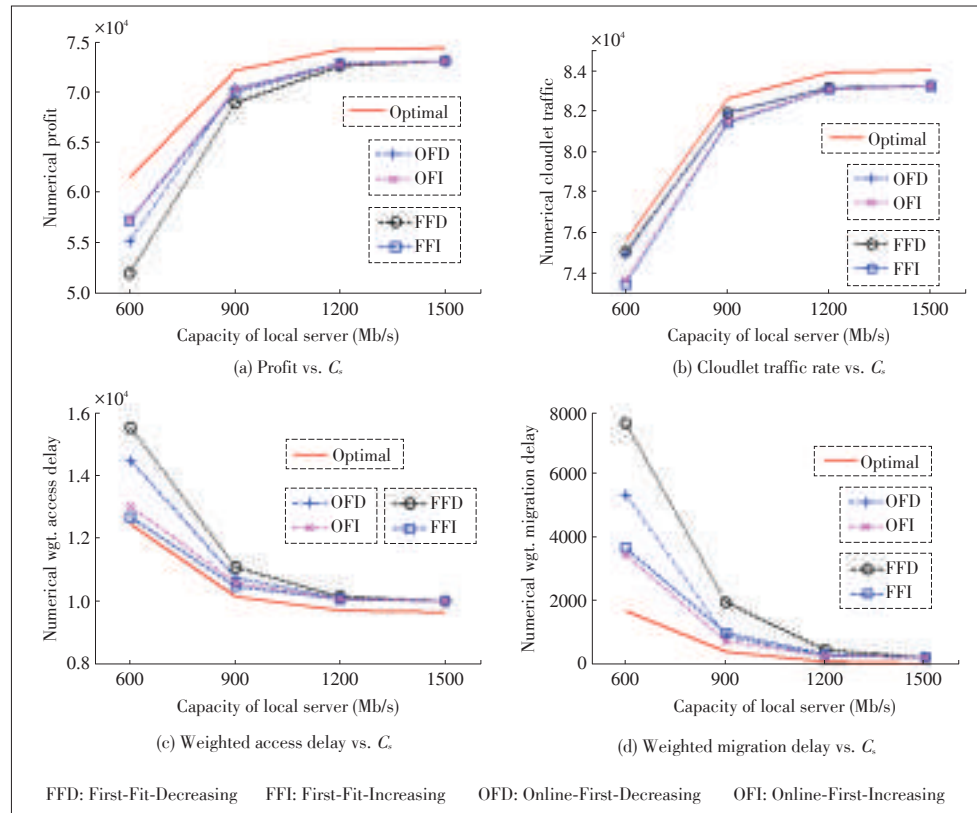 ×10⁴
7.5
7.0
6.5
6.0
5.5
5.0
600 900 1200 1500
Numerical profit
Capacity of local server (Mb/s)
Optimal
OFD
OFI
FFD
FFI
(a) Profit vs. Cs
×10⁴
8.4
8.2
8.0
7.8
7.6
7.4
600 900 1200 1500
Numerical cloudlet traffic
Capacity of local server (Mb/s)
Optimal
OFD
OFI
FFD
FFI
(b) Cloudlet traffic rate vs. Cs
×10⁴
1.6
1.4
1.2
1.0
0.8
600 900 1200 1500
Numerical wgt. access delay
Capacity of local server (Mb/s)
Optimal
OFD FFD
OFI FFI
(c) Weighted access delay vs. Cs
8000
6000
4000
2000
0
600 900 1200 1500
Numerical wgt. migration delay
Capacity of local server (Mb/s)
Optimal
OFD
OFI
FFD
FFI
(d) Weighted migration delay vs. Cs
FFD: First-Fit-Decreasing FFI: First-Fit-Increasing OFD: Online-First-Decreasing OFI: Online-First-Increasing